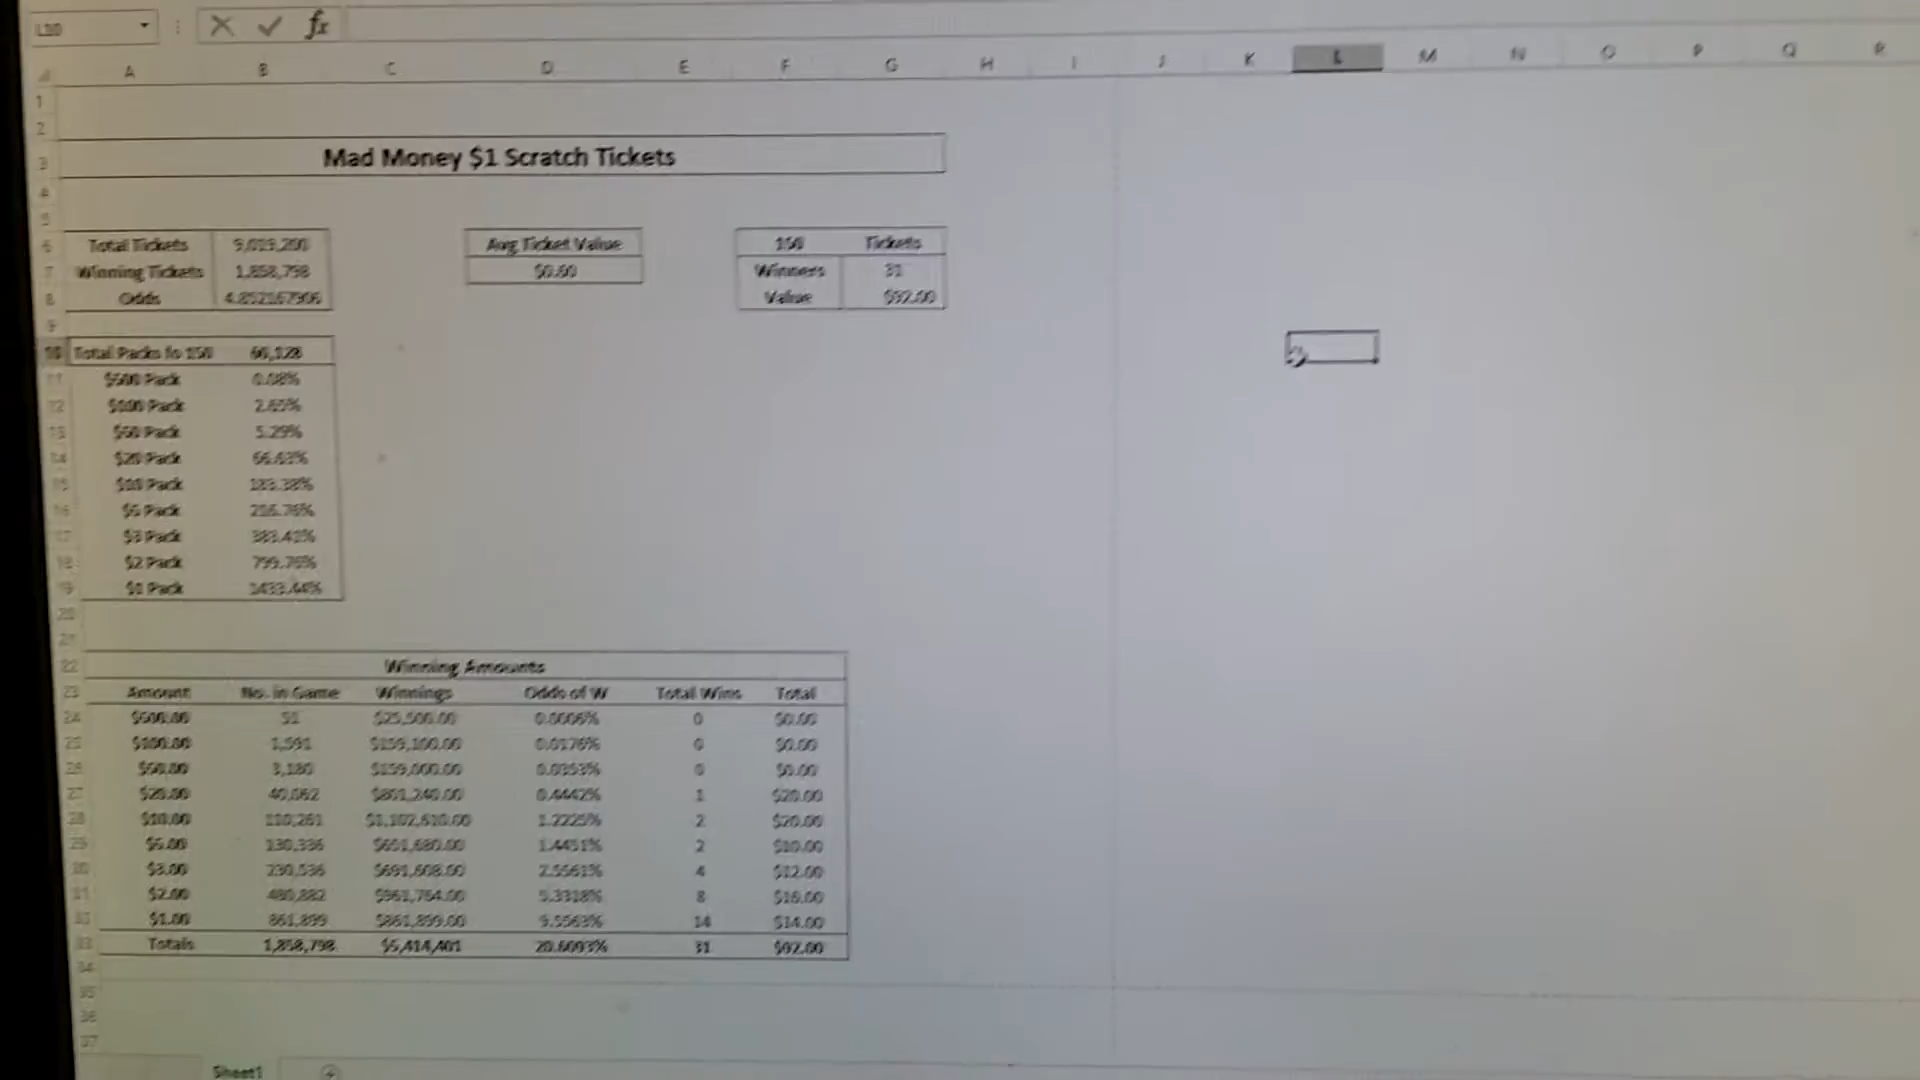 L10
fx
A B C D E F G H I J K L M N O P Q R
Mad Money $1 Scratch Tickets
Total Tickets 9,019,200
Winning Tickets 1,858,798
Odds 4.852167906
Avg Ticket Value
$0.60
150 Tickets
Winners 31
Value $92.00
Total Packs fo 150 60,128
$500 Pack 0.08%
$100 Pack 2.65%
$50 Pack 5.29%
$20 Pack 66.63%
$10 Pack 183.38%
$5 Pack 216.76%
$3 Pack 383.41%
$2 Pack 799.76%
$1 Pack 1433.44%
Winning Amounts
Amount No. in Game Winnings Odds of W Total Wins Total
$500.00 51 $25,500.00 0.0006% 0 $0.00
$100.00 1,591 $159,100.00 0.0176% 0 $0.00
$50.00 3,180 $159,000.00 0.0353% 0 $0.00
$20.00 40,062 $801,240.00 0.4442% 1 $20.00
$10.00 110,261 $1,102,610.00 1.2225% 2 $20.00
$5.00 130,336 $651,680.00 1.4451% 2 $10.00
$3.00 230,536 $691,608.00 2.5561% 4 $12.00
$2.00 480,882 $961,764.00 5.3318% 8 $16.00
$1.00 861,899 $861,899.00 9.5563% 14 $14.00
Totals 1,858,798 $5,414,401 20.6093% 31 $92.00
Sheet1